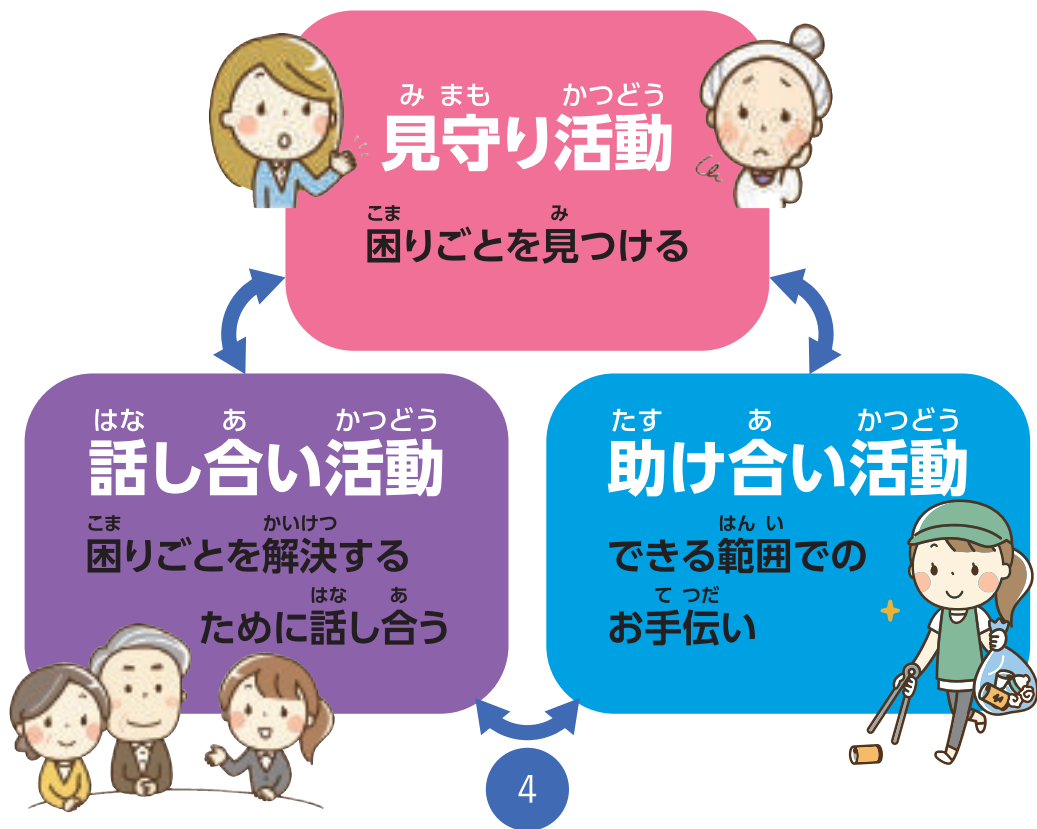 み まも かつどう
見守り活動
こま み
困りごとを見つける
はな あ かつどう
話し合い活動
こま かいけつ
困りごとを解決する
はな あ
ために話し合う
たす あ かつどう
助け合い活動
はん い
できる範囲での
て つだ
お手伝い
4